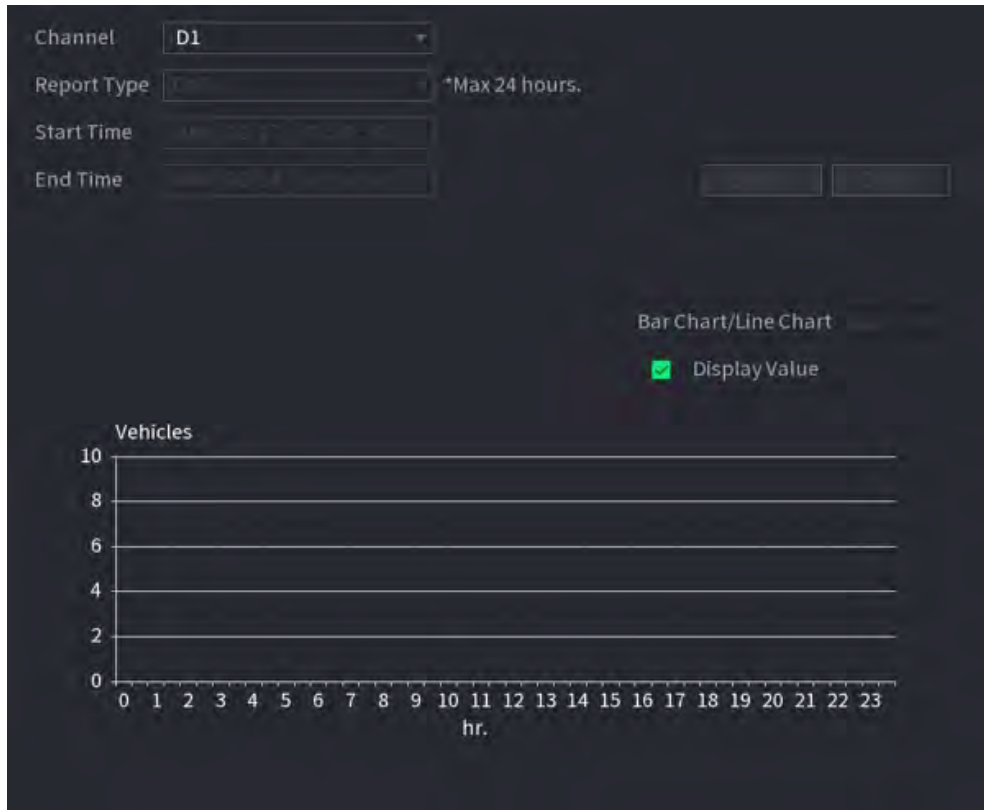 Channel D1
Report Type *Max 24 hours.
Start Time
End Time
Bar Chart/Line Chart
Display Value
Vehicles
10
8
6
4
2
0
0 1 2 3 4 5 6 7 8 9 10 11 12 13 14 15 16 17 18 19 20 21 22 23
hr.